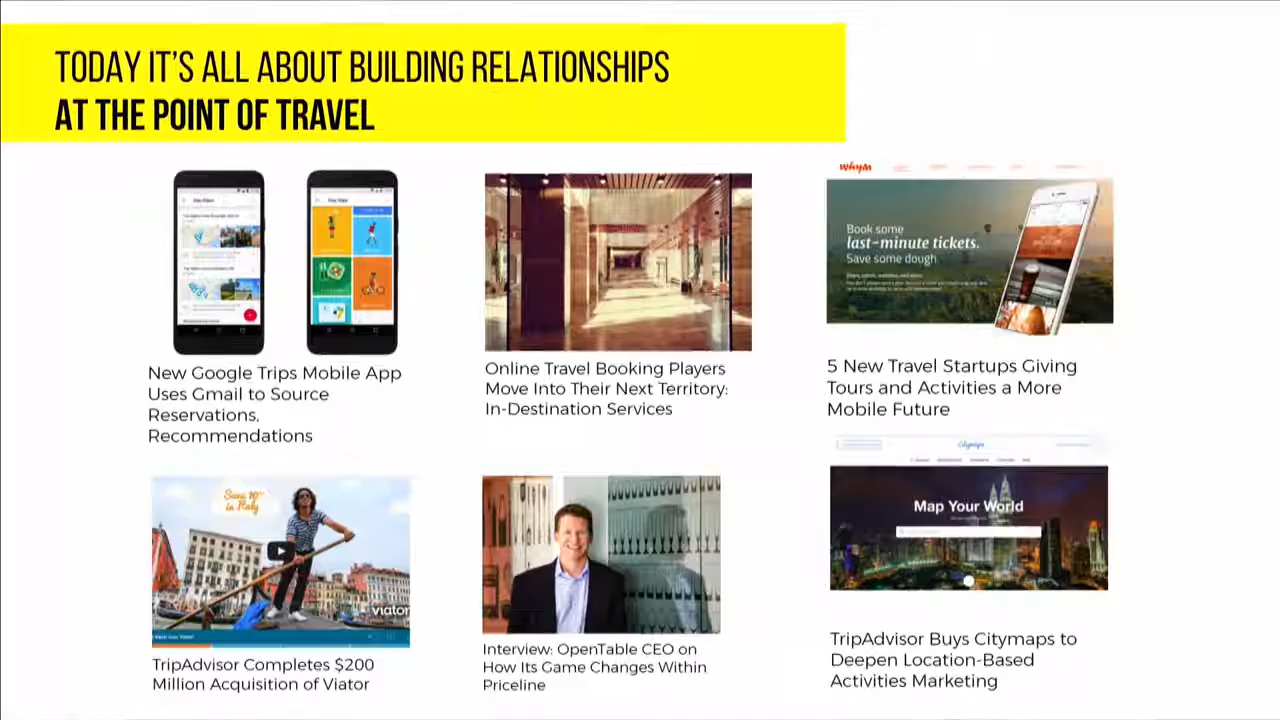 TODAY IT'S ALL ABOUT BUILDING RELATIONSHIPS
AT THE POINT OF TRAVEL
New Google Trips Mobile App
Uses Gmail to Source
Reservations,
Recommendations
Online Travel Booking Players
Move Into Their Next Territory:
In-Destination Services
whym
Book some
last-minute tickets.
Save some dough.
5 New Travel Startups Giving
Tours and Activities a More
Mobile Future
Save 10%
in Italy
viator
TripAdvisor Completes $200
Million Acquisition of Viator
Interview: OpenTable CEO on
How Its Game Changes Within
Priceline
Citymaps
Map Your World
TripAdvisor Buys Citymaps to
Deepen Location-Based
Activities Marketing